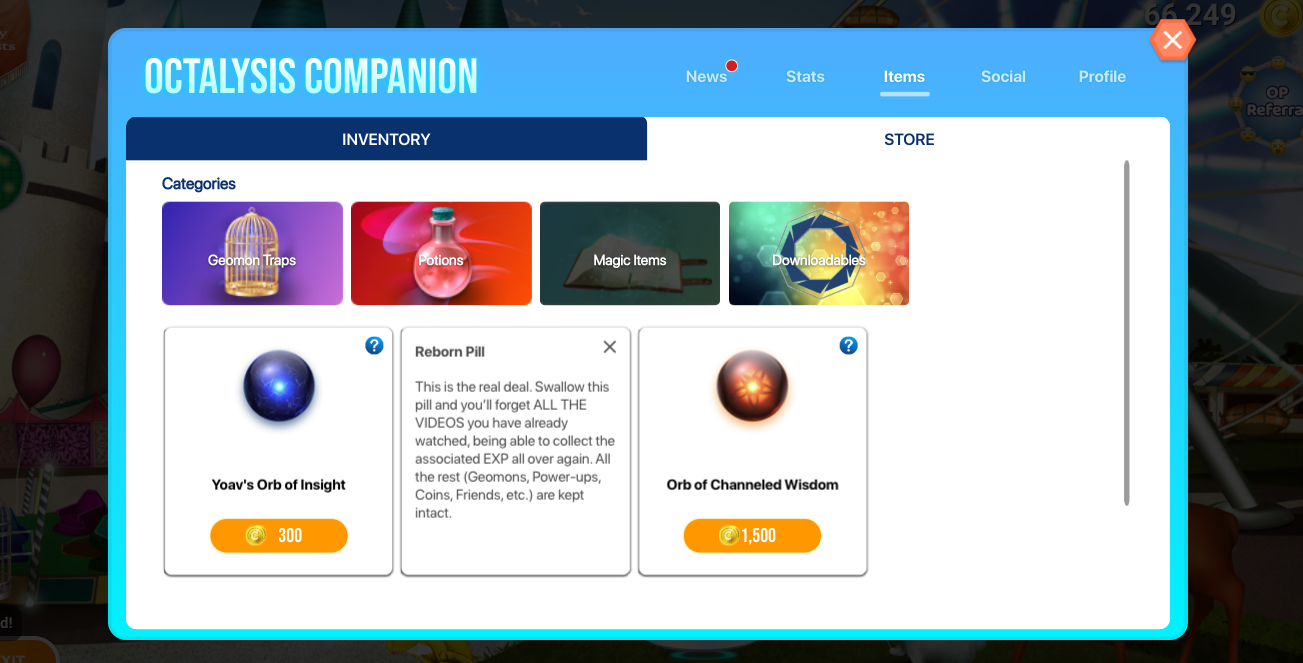 66,249
OCTALYSIS COMPANION
News
Stats
Items
Social
Profile
INVENTORY
STORE
Categories
Geomon Traps
Potions
Magic Items
Downloadables
Yoav's Orb of Insight
300
Reborn Pill
This is the real deal. Swallow this
pill and you'll forget ALL THE
VIDEOS you have already
watched, being able to collect the
associated EXP all over again. All
the rest (Geomons, Power-ups,
Coins, Friends, etc.) are kept
intact.
Orb of Channeled Wisdom
1,500
OP
Referra
d!